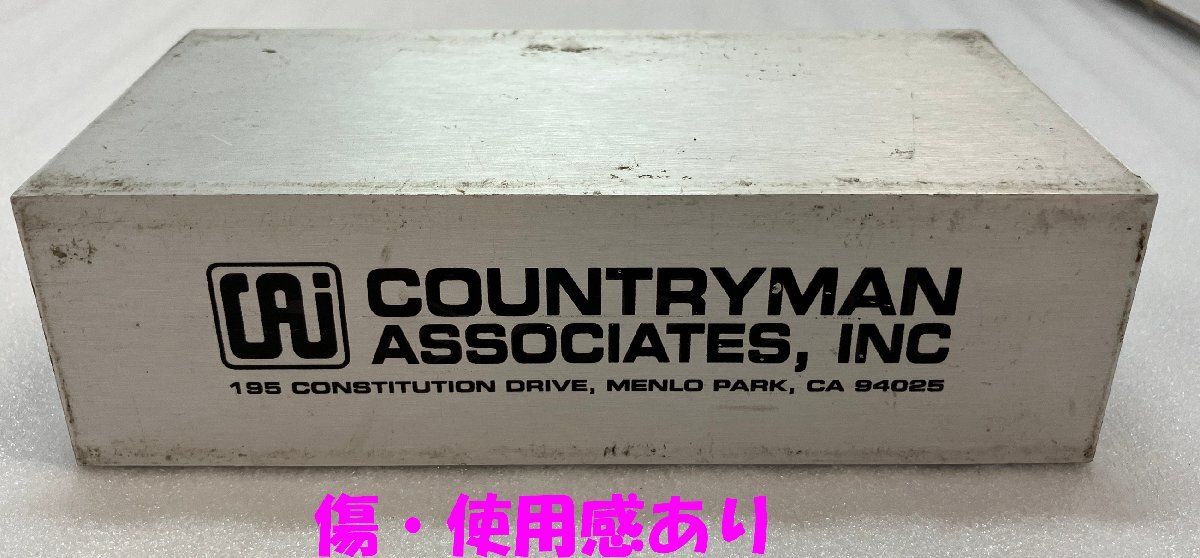 CAi COUNTRYMAN
ASSOCIATES, INC
195 CONSTITUTION DRIVE, MENLO PARK, CA 94025
傷・使用感あり